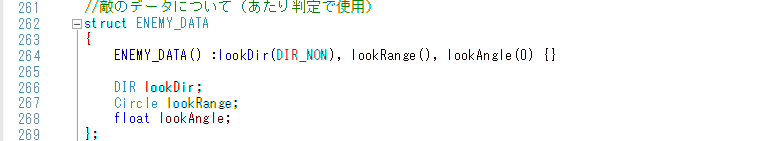 261 //敵のデータについて（あたり判定で使用）
262 struct ENEMY_DATA
263 {
264 ENEMY_DATA() :lookDir(DIR_NON), lookRange(), lookAngle(0) {}
265
266 DIR lookDir;
267 Circle lookRange;
268 float lookAngle;
269 };